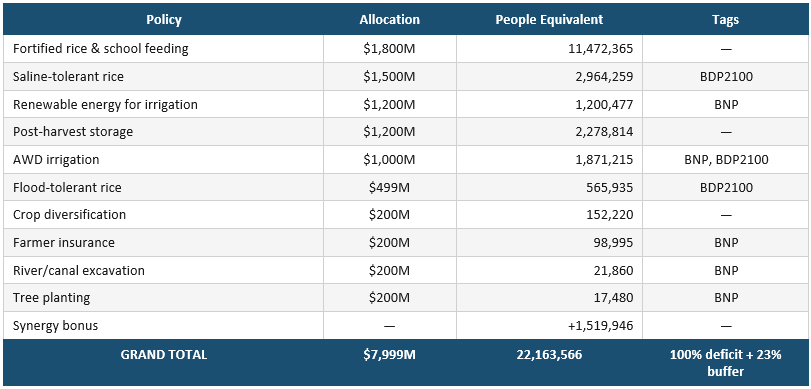 Policy Allocation People Equivalent Tags
Fortified rice & school feeding $1,800M 11,472,365 —
Saline-tolerant rice $1,500M 2,964,259 BDP2100
Renewable energy for irrigation $1,200M 1,200,477 BNP
Post-harvest storage $1,200M 2,278,814 —
AWD irrigation $1,000M 1,871,215 BNP, BDP2100
Flood-tolerant rice $499M 565,935 BDP2100
Crop diversification $200M 152,220 —
Farmer insurance $200M 98,995 BNP
River/canal excavation $200M 21,860 BNP
Tree planting $200M 17,480 BNP
Synergy bonus — +1,519,946 —
GRAND TOTAL $7,999M 22,163,566 100% deficit + 23%
buffer